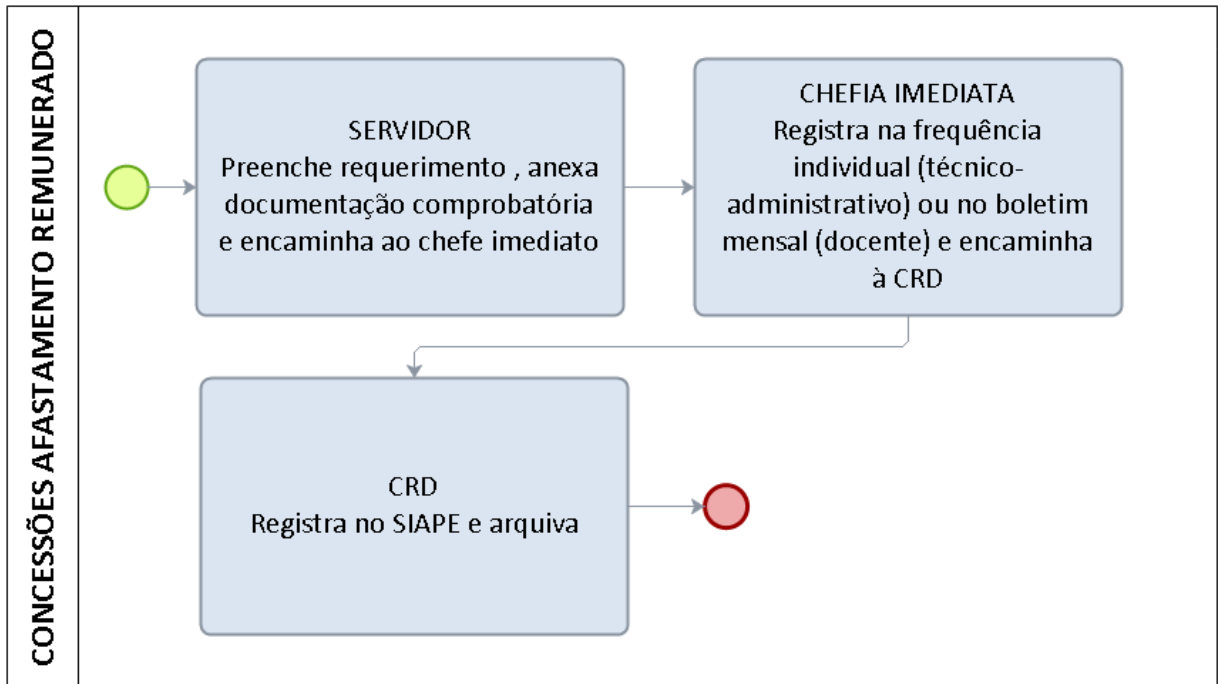 CONCESSÕES AFASTAMENTO REMUNERADO
SERVIDOR
Preenche requerimento , anexa
documentação comprobatória
e encaminha ao chefe imediato
CHEFIA IMEDIATA
Registra na frequência
individual (técnico-
administrativo) ou no boletim
mensal (docente) e encaminha
à CRD
CRD
Registra no SIAPE e arquiva